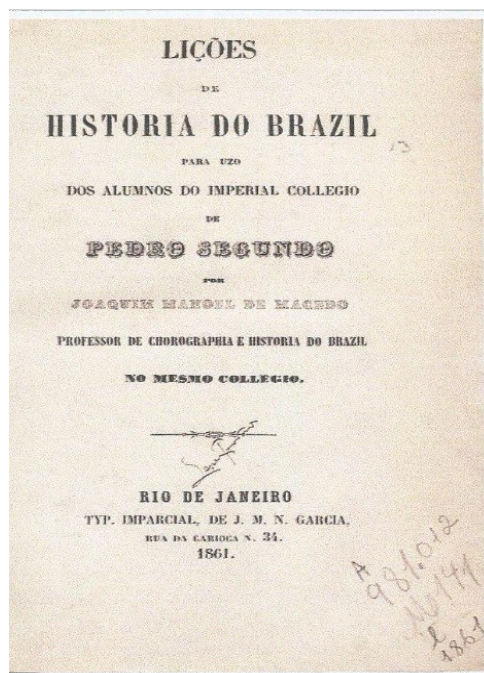 LIÇÕES
DE
HISTORIA DO BRAZIL
13
PARA UZO
DOS ALUMNOS DO IMPERIAL COLLEGIO
DE
PEDRO SEGUNDO
POR
JOAQUIM MANOEL DE MACEDO
PROFESSOR DE CHOROGRAPHIA E HISTORIA DO BRAZIL
NO MESMO COLLEGIO.
RIO DE JANEIRO
TYP. IMPARCIAL, DE J. M. N. GARCIA,
RUA DA CARIOCA N. 34.
1861.
A
981.012
M141
l
1861